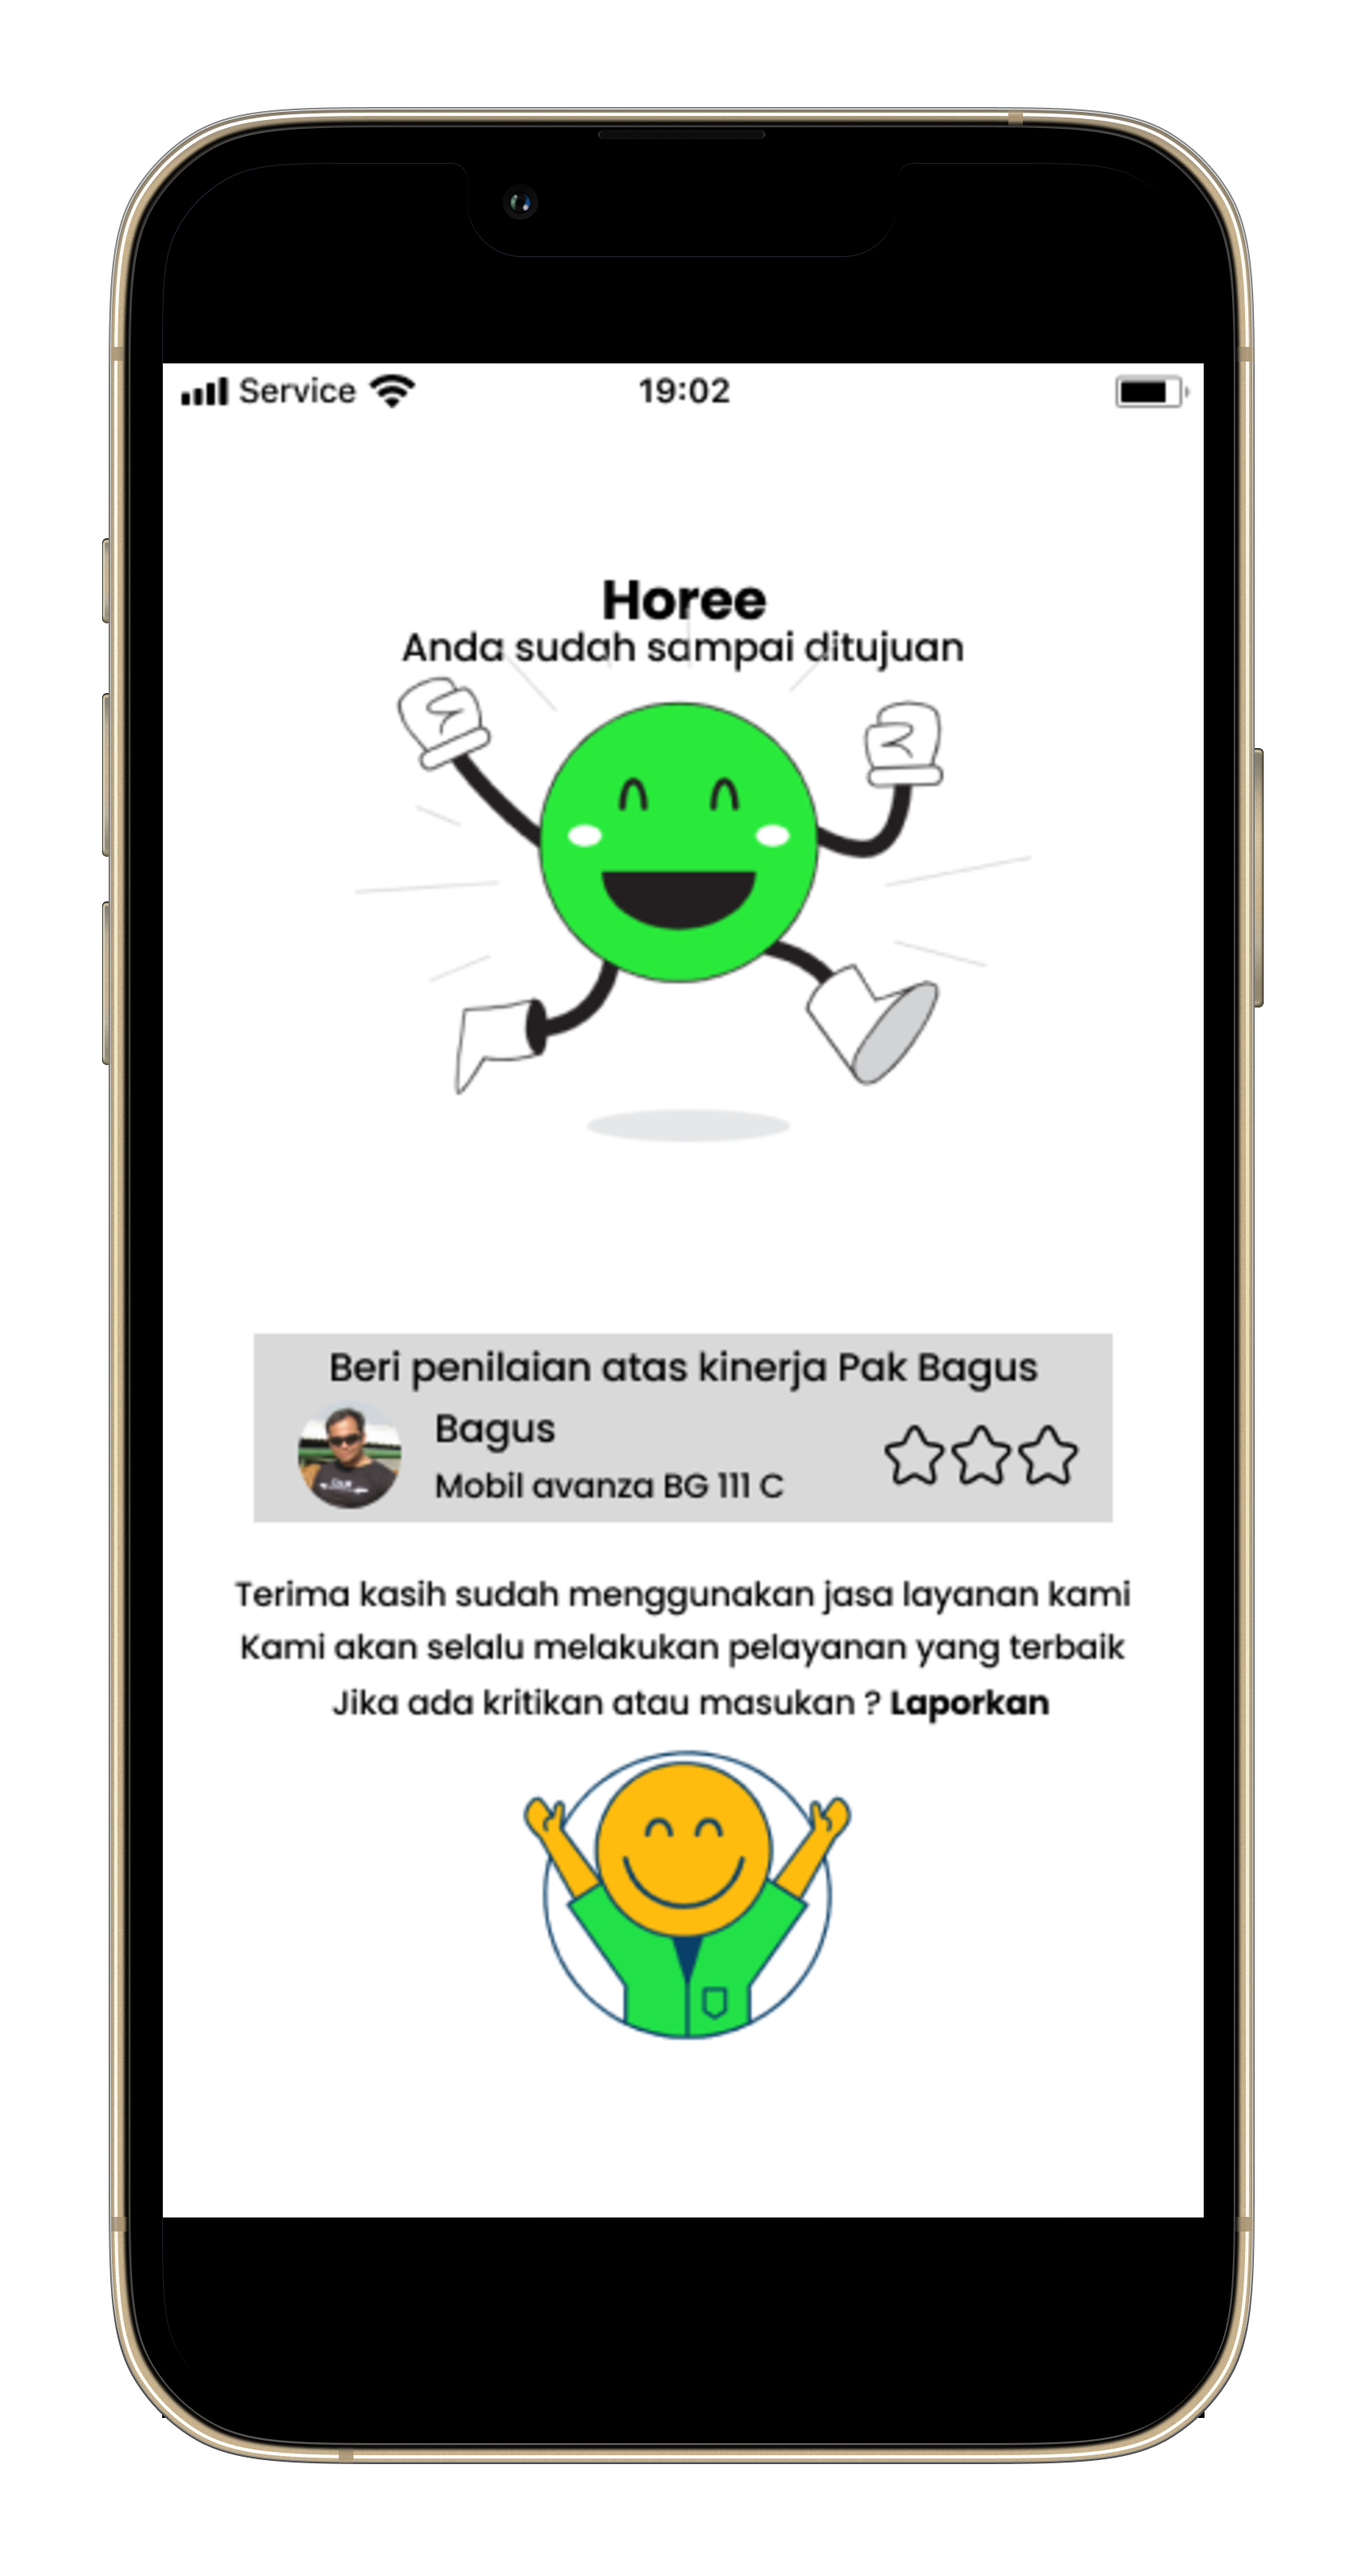 Service 19:02
Horee
Anda sudah sampai ditujuan
Beri penilaian atas kinerja Pak Bagus
Bagus
Mobil avanza BG 111 C
Terima kasih sudah menggunakan jasa layanan kami
Kami akan selalu melakukan pelayanan yang terbaik
Jika ada kritikan atau masukan ? Laporkan